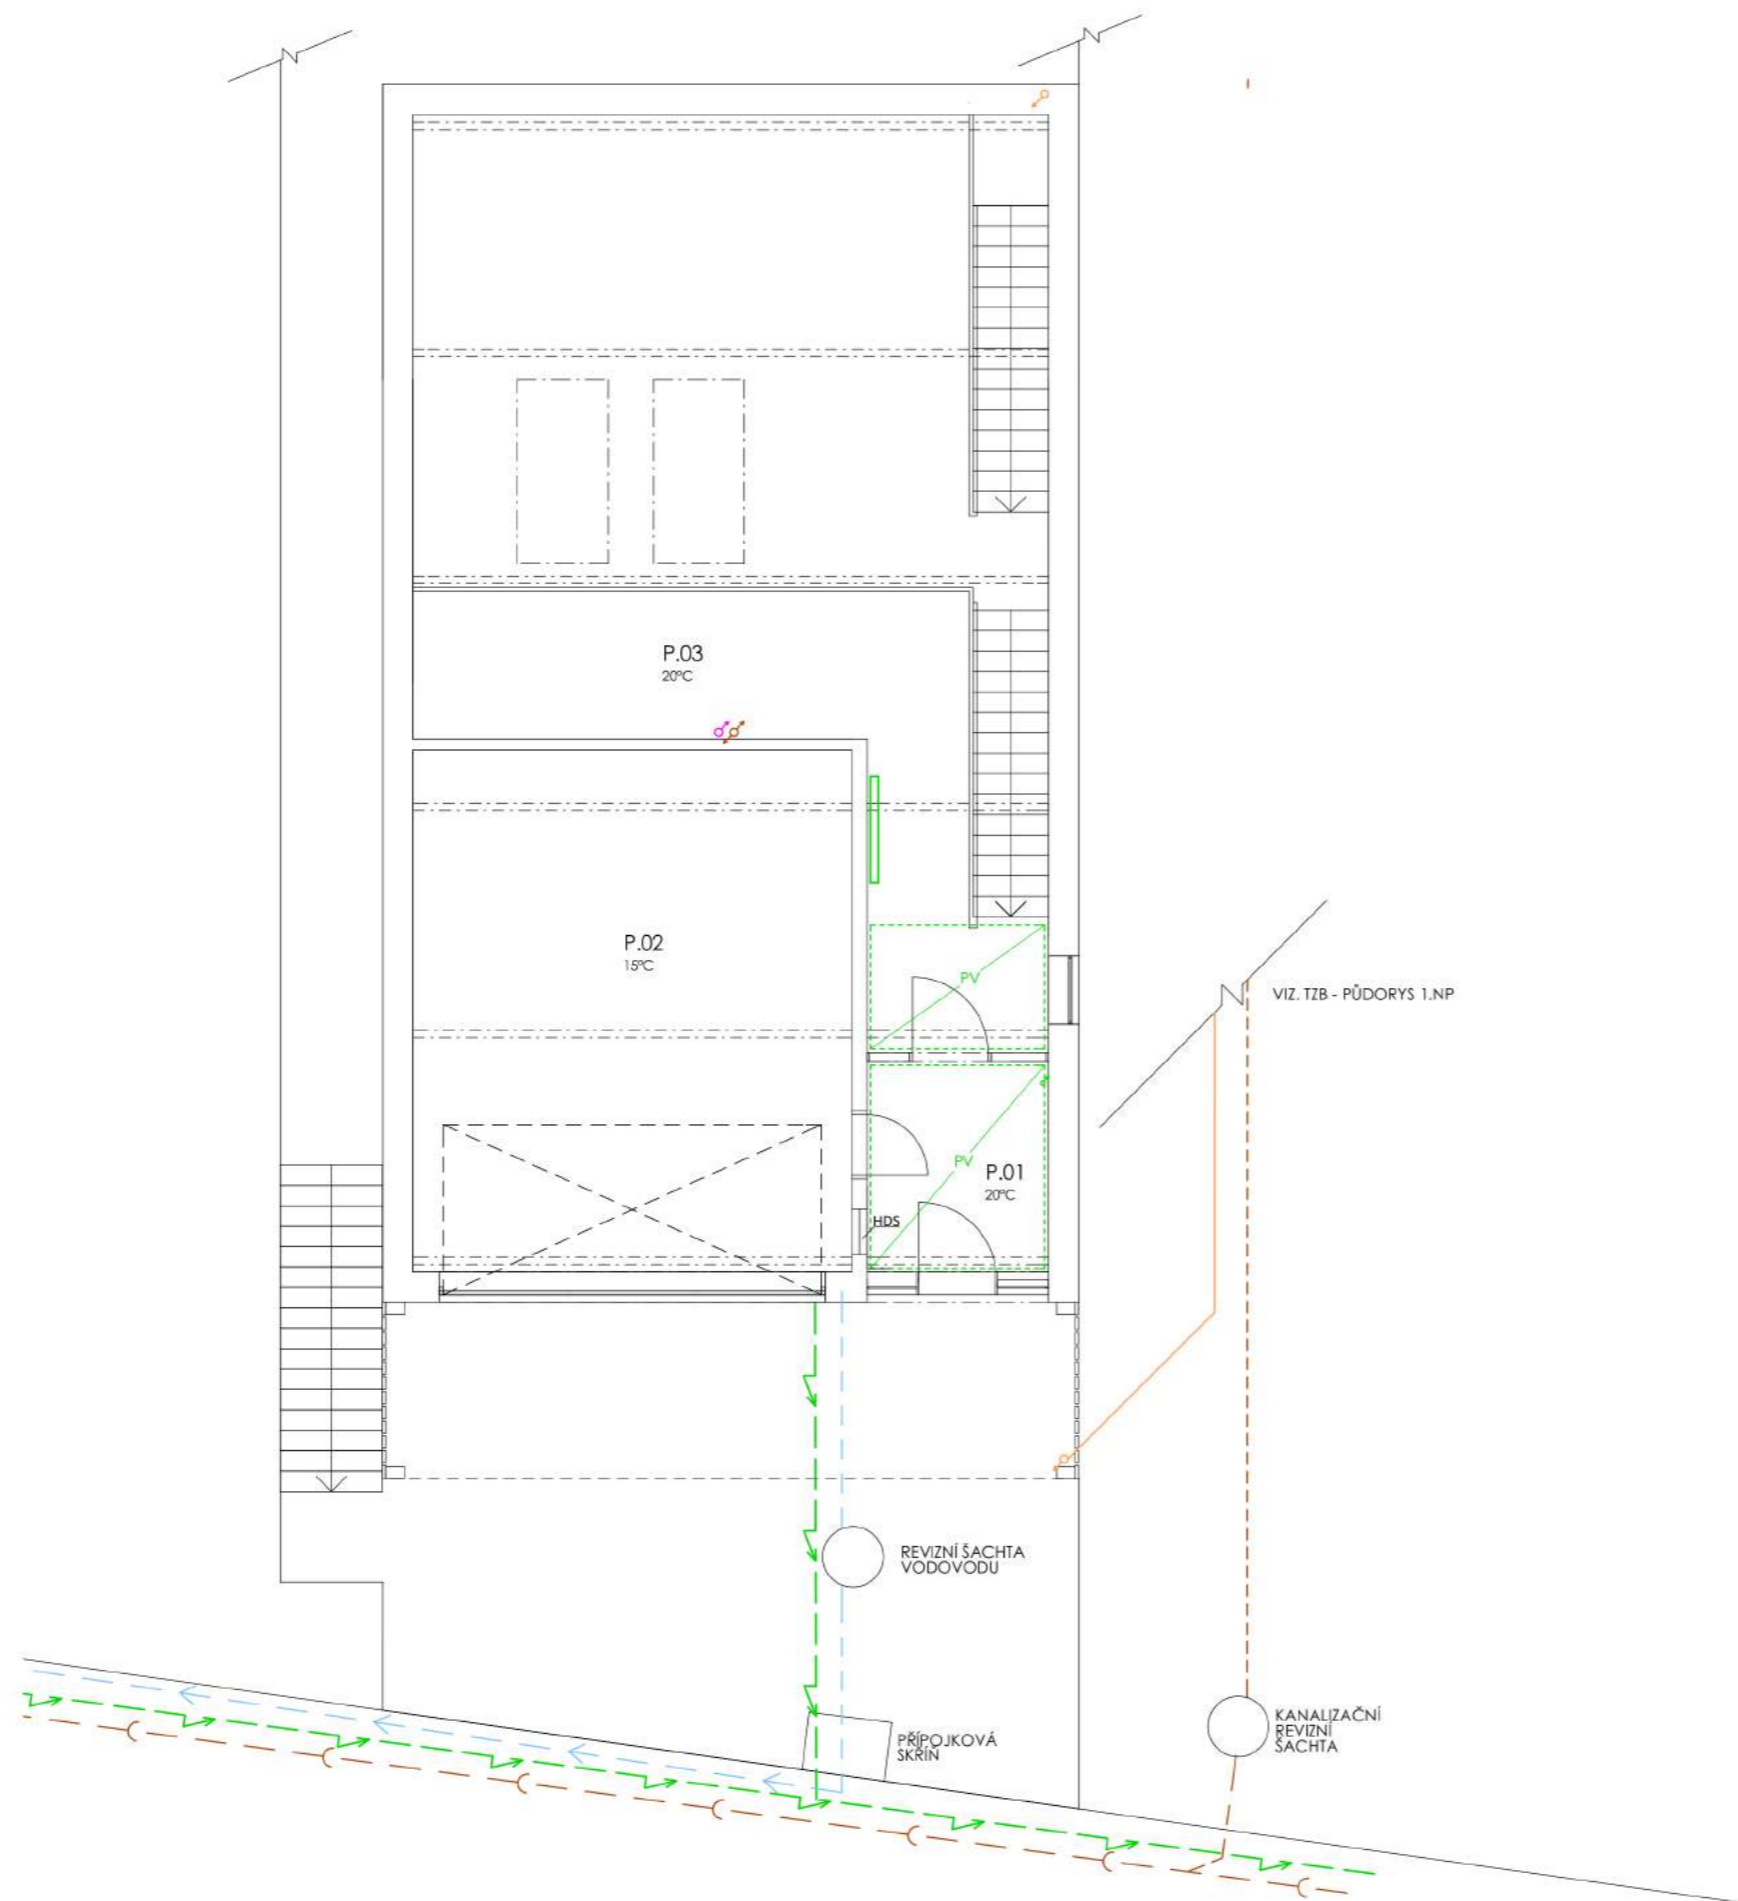 P.03
20°C
P.02
15°C
PV
VIZ. TZB - PŮDORYS 1.NP
PV
P.01
20°C
HDS
REVIZNÍ ŠACHTA
VODOVODU
PŘÍPOJKOVÁ
SKŘÍŇ
KANALIZAČNÍ
REVIZNÍ
ŠACHTA